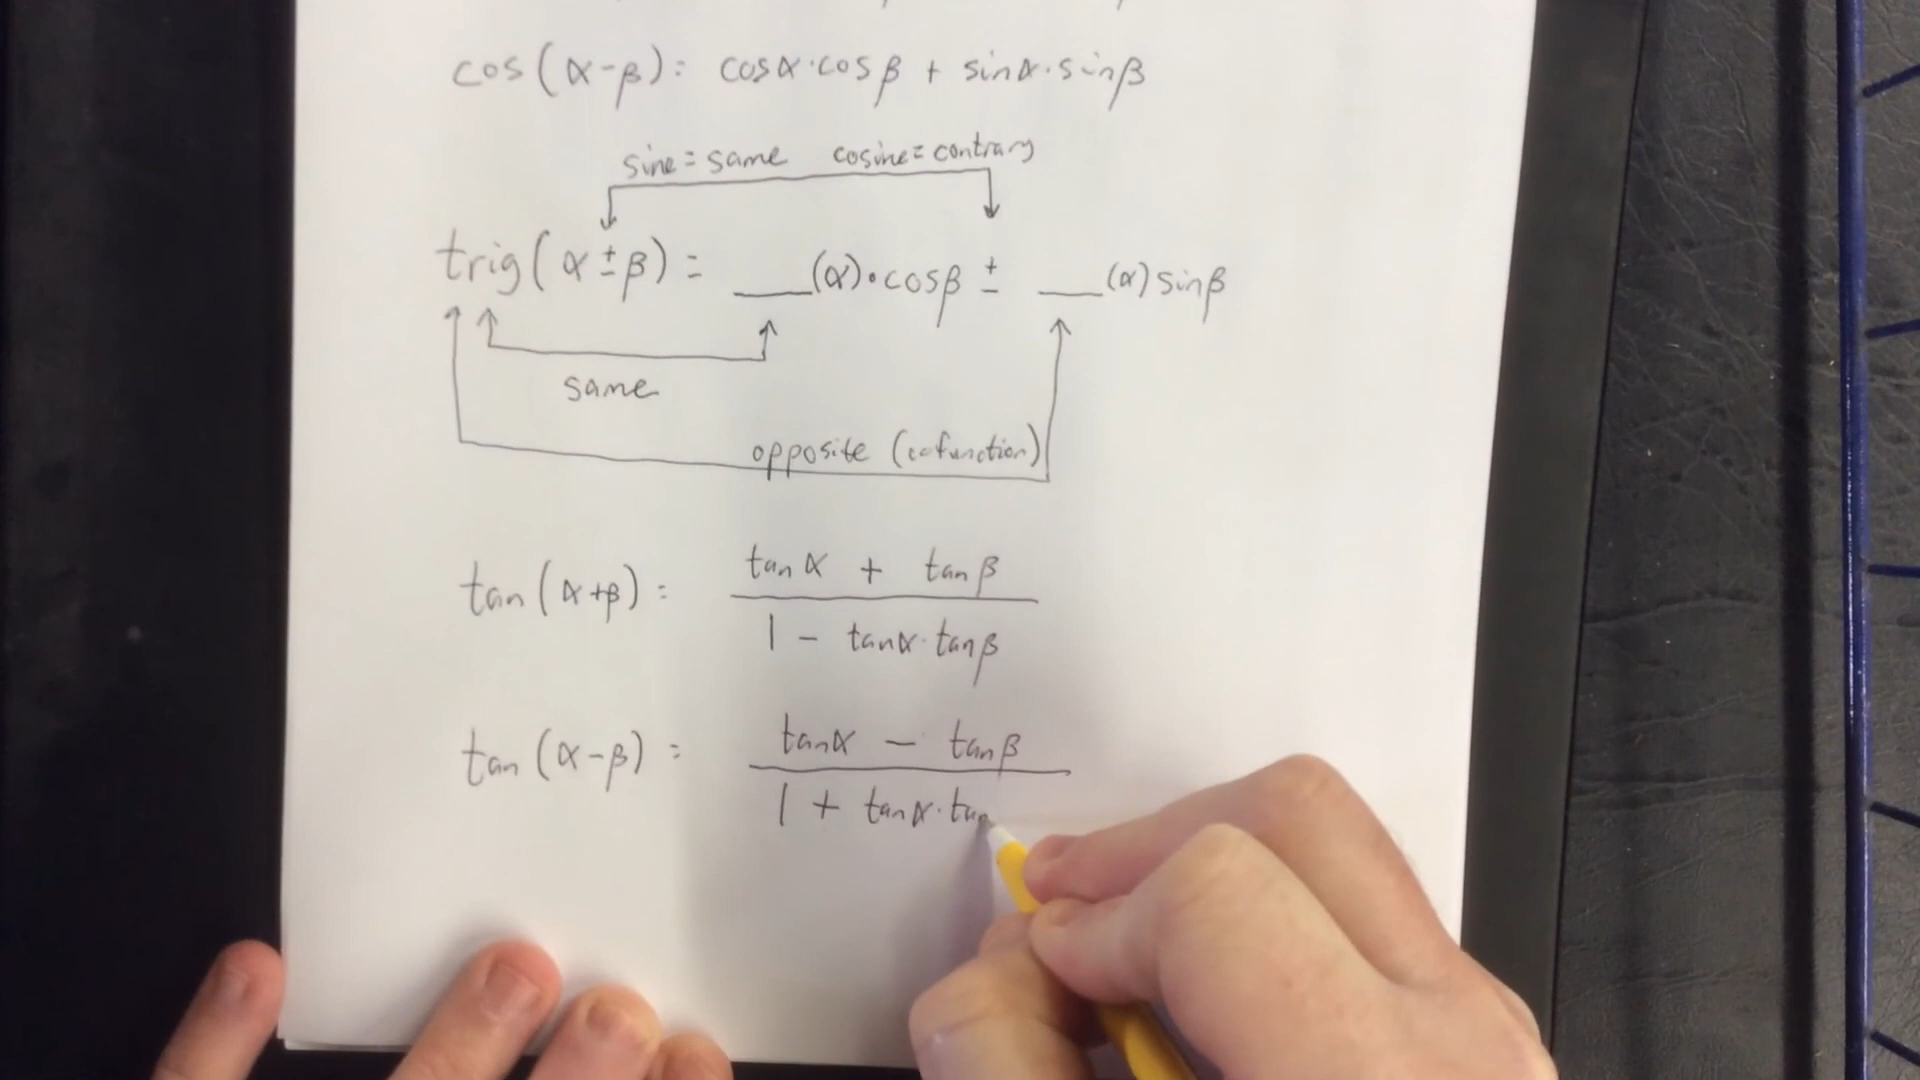 cos(α-β) = cosα·cosβ + sinα·sinβ
sine = same cosine = contrary
trig(α±β) = ___(α)·cosβ ± ___(α)sinβ
same
opposite (cofunction)
tan(α+β) = tanα + tanβ
1 - tanα·tanβ
tan(α-β) = tanα - tanβ
1 + tanα·tan